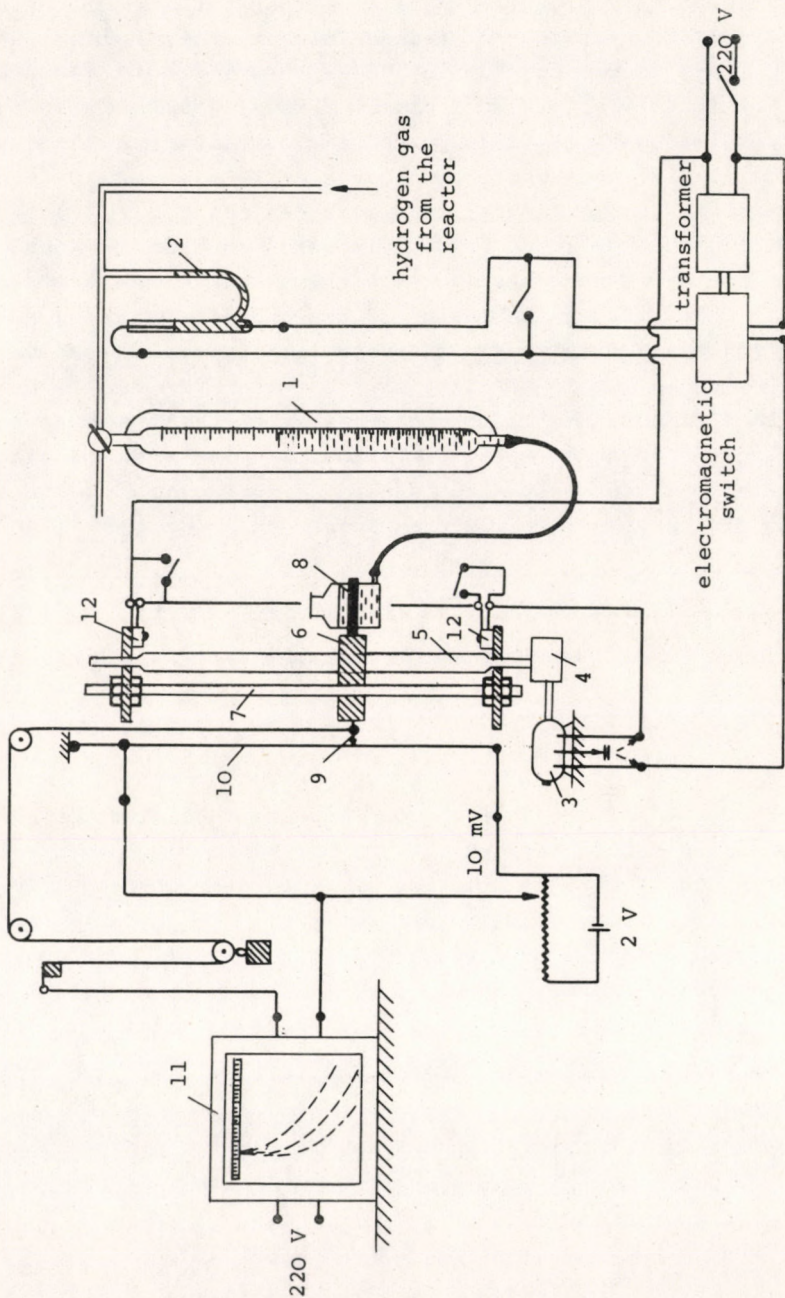 12
11
2
10
7
1
220 V
8
6
9
hydrogen gas
from the
reactor
5
12
10 mV
3
4
2 V
transformer
electromagnetic
switch
220 V